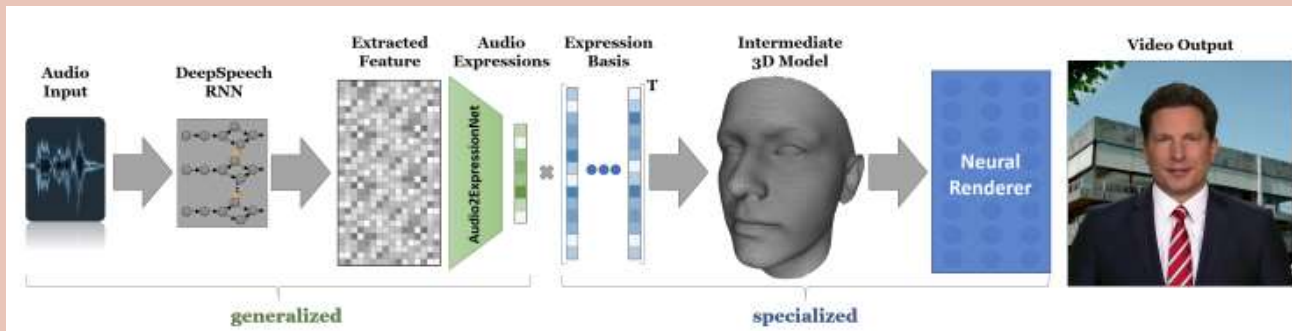 Audio
Input
DeepSpeech
RNN
Extracted
Feature
Audio
Expressions
Audio2ExpressionNet
Expression
Basis
T
Intermediate
3D Model
Neural
Renderer
Video Output
generalized
specialized